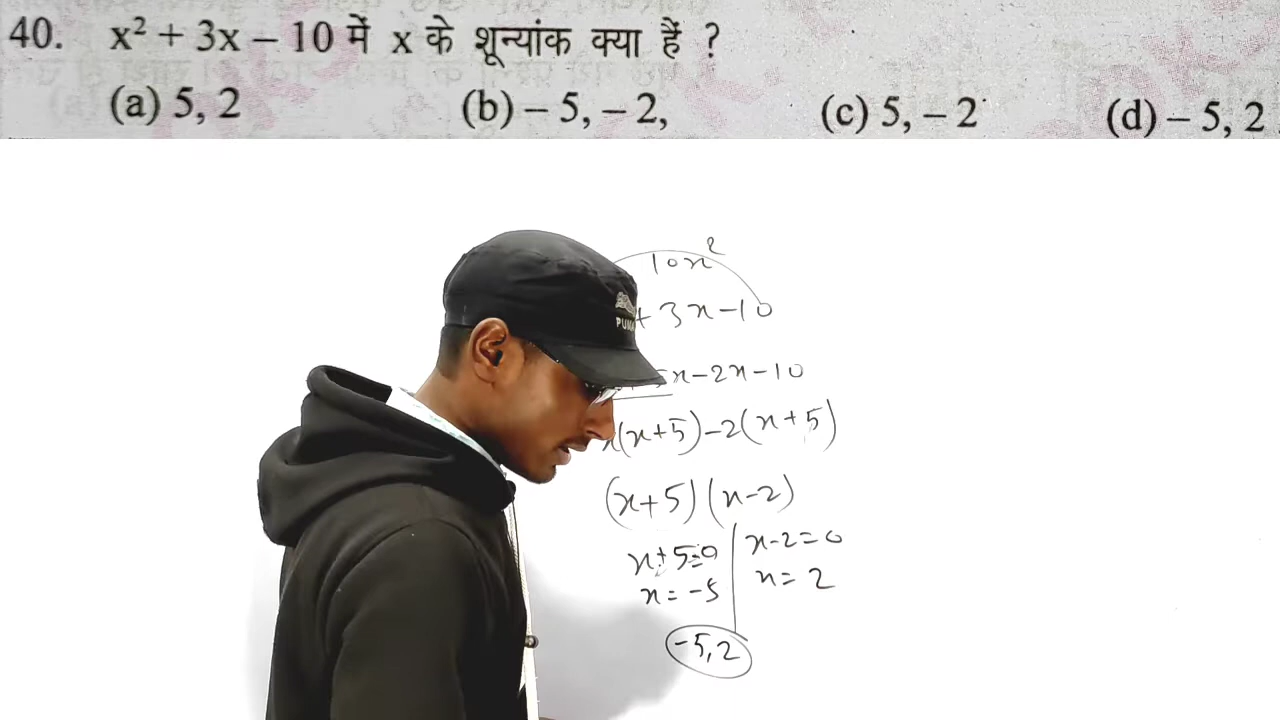 40. x² + 3x – 10 में x के शून्यांक क्या हैं ?
(a) 5, 2 (b) – 5, – 2, (c) 5, – 2 (d) – 5, 2
10x²
+ 3x-10
5x-2x-10
(x+5)-2(x+5)
(x+5)(x-2)
x+5=0 x-2=0
x=-5 x=2
-5,2